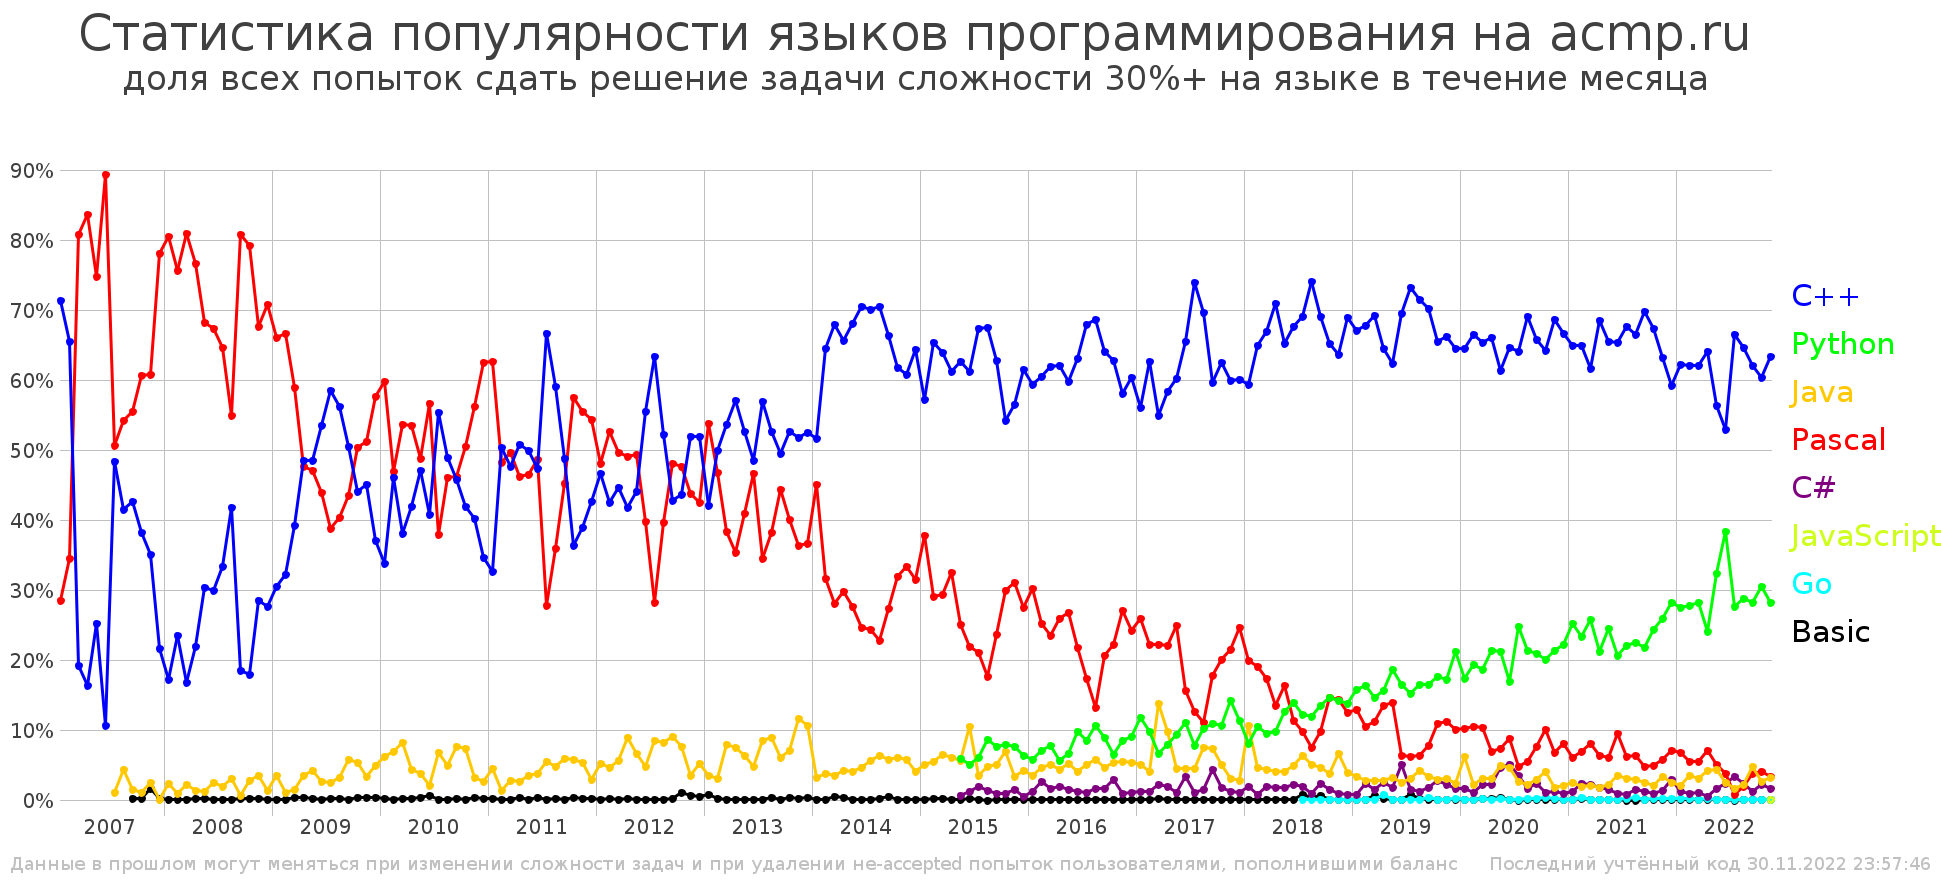 Статистика популярности языков программирования на acmp.ru
доля всех попыток сдать решение задачи сложности 30%+ на языке в течение месяца
90%
80%
70%
60%
50%
40%
30%
20%
10%
0%
C++
Python
Java
Pascal
C#
JavaScript
Go
Basic
2007 2008 2009 2010 2011 2012 2013 2014 2015 2016 2017 2018 2019 2020 2021 2022
Данные в прошлом могут меняться при изменении сложности задач и при удалении не-accepted попыток пользователями, пополнившими баланс Последний учтённый код 30.11.2022 23:57:46